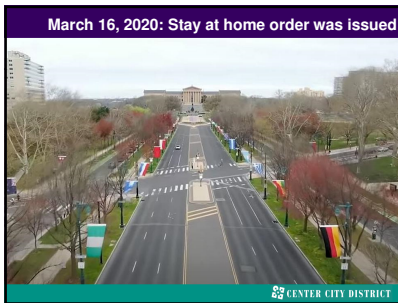 March 16, 2020: Stay at home order was issued
CENTER CITY DISTRICT